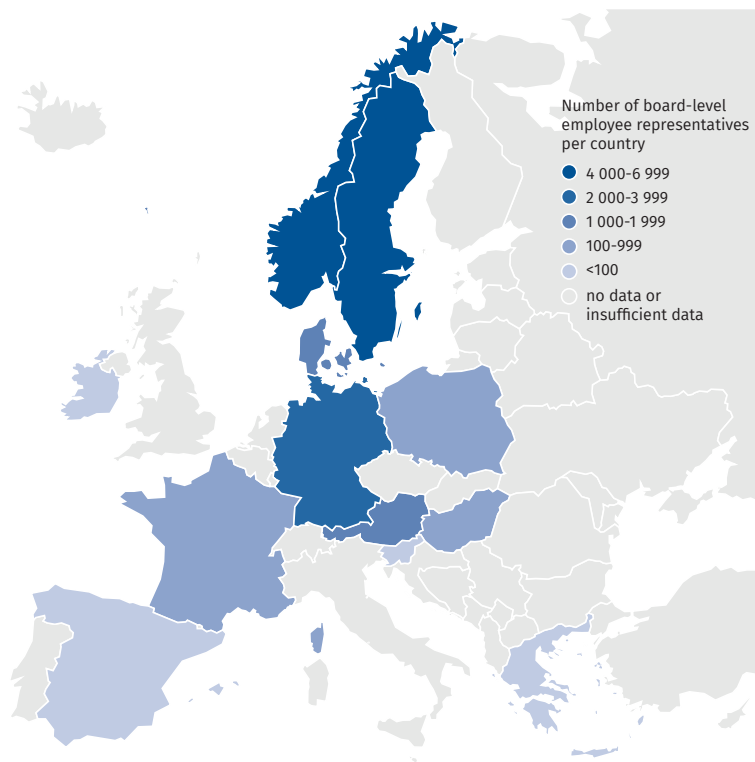 Number of board-level
employee representatives
per country
4 000-6 999
2 000-3 999
1 000-1 999
100-999
<100
no data or
insufficient data